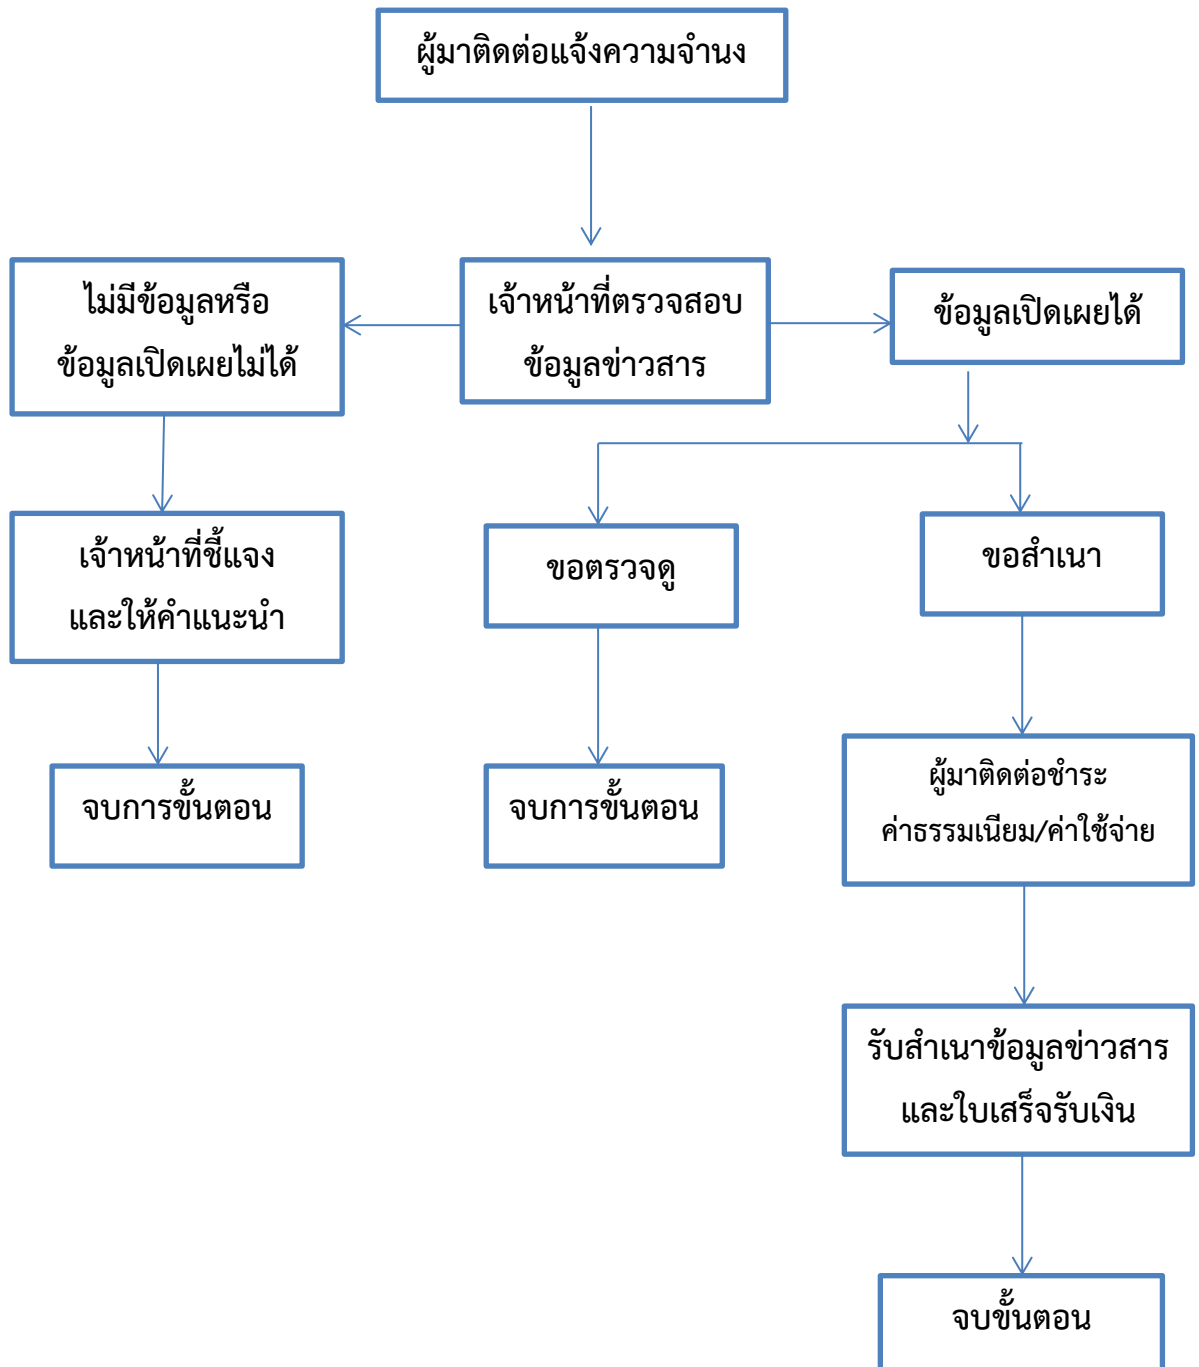 ผู้มาติดต่อแจ้งความจำนง
ไม่มีข้อมูลหรือ
ข้อมูลเปิดเผยไม่ได้
เจ้าหน้าที่ตรวจสอบ
ข้อมูลข่าวสาร
ข้อมูลเปิดเผยได้
เจ้าหน้าที่ชี้แจง
และให้คำแนะนำ
ขอตรวจดู
ขอสำเนา
จบการขั้นตอน
จบการขั้นตอน
ผู้มาติดต่อชำระ
ค่าธรรมเนียม/ค่าใช้จ่าย
รับสำเนาข้อมูลข่าวสาร
และใบเสร็จรับเงิน
จบขั้นตอน